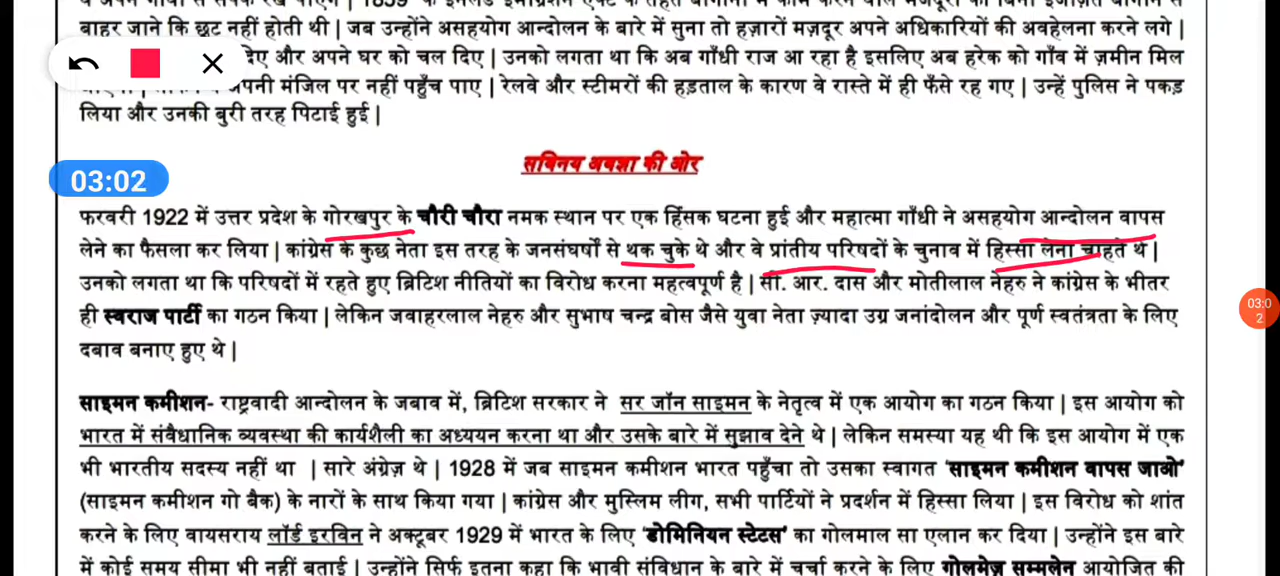 बाहर जाने कि छूट नहीं होती थी | जब उन्होंने असहयोग आन्दोलन के बारे में सुना तो हज़ारों मज़दूर अपने अधिकारियों की अवहेलना करने लगे |
दिए और अपने घर को चल दिए | उनको लगता था कि अब गाँधी राज आ रहा है इसलिए अब हरेक को गाँव में ज़मीन मिल
अपनी मंजिल पर नहीं पहुँच पाए | रेलवे और स्टीमरों की हड़ताल के कारण वे रास्ते में ही फँसे रह गए | उन्हें पुलिस ने पकड़
लिया और उनकी बुरी तरह पिटाई हुई |
सविनय अवज्ञा की ओर
03:02
फरवरी 1922 में उत्तर प्रदेश के गोरखपुर के चौरी चौरा नमक स्थान पर एक हिंसक घटना हुई और महात्मा गाँधी ने असहयोग आन्दोलन वापस
लेने का फैसला कर लिया | कांग्रेस के कुछ नेता इस तरह के जनसंघर्षों से थक चुके थे और वे प्रांतीय परिषदों के चुनाव में हिस्सा लेना चाहते थे |
उनको लगता था कि परिषदों में रहते हुए ब्रिटिश नीतियों का विरोध करना महत्वपूर्ण है | सी. आर. दास और मोतीलाल नेहरु ने कांग्रेस के भीतर
03:02
ही स्वराज पार्टी का गठन किया | लेकिन जवाहरलाल नेहरु और सुभाष चन्द्र बोस जैसे युवा नेता ज़्यादा उग्र जनांदोलन और पूर्ण स्वतंत्रता के लिए
दबाव बनाए हुए थे |
साइमन कमीशन- राष्ट्रवादी आन्दोलन के जबाव में, ब्रिटिश सरकार ने सर जॉन साइमन के नेतृत्व में एक आयोग का गठन किया | इस आयोग को
भारत में संवैधानिक व्यवस्था की कार्यशैली का अध्ययन करना था और उसके बारे में सुझाव देने थे | लेकिन समस्या यह थी कि इस आयोग में एक
भी भारतीय सदस्य नहीं था | सारे अंग्रेज़ थे | 1928 में जब साइमन कमीशन भारत पहुँचा तो उसका स्वागत 'साइमन कमीशन वापस जाओ'
(साइमन कमीशन गो बैक) के नारों के साथ किया गया | कांग्रेस और मुस्लिम लीग, सभी पार्टियों ने प्रदर्शन में हिस्सा लिया | इस विरोध को शांत
करने के लिए वायसराय लॉर्ड इरविन ने अक्टूबर 1929 में भारत के लिए 'डोमिनियन स्टेटस' का गोलमाल सा एलान कर दिया | उन्होंने इस बारे
में कोई समय सीमा भी नहीं बताई | उन्होंने सिर्फ इतना कहा कि भावी संविधान के बारे में चर्चा करने के लिए गोलमेज़ सम्मलेन आयोजित की